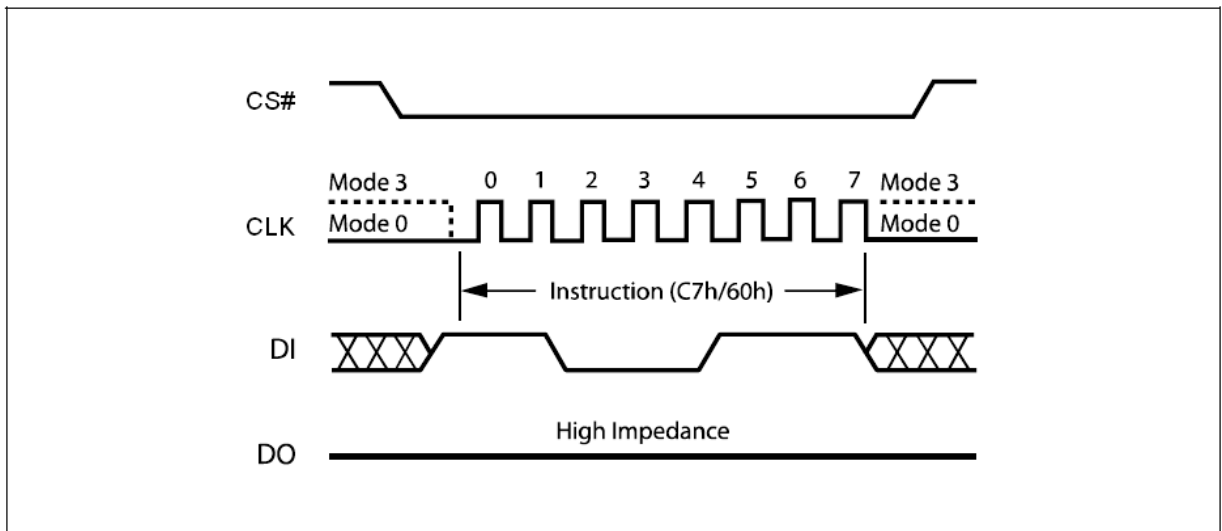 CS#
Mode 3 0 1 2 3 4 5 6 7 Mode 3
CLK Mode 0 Mode 0
Instruction (C7h/60h)
DI
High Impedance
DO